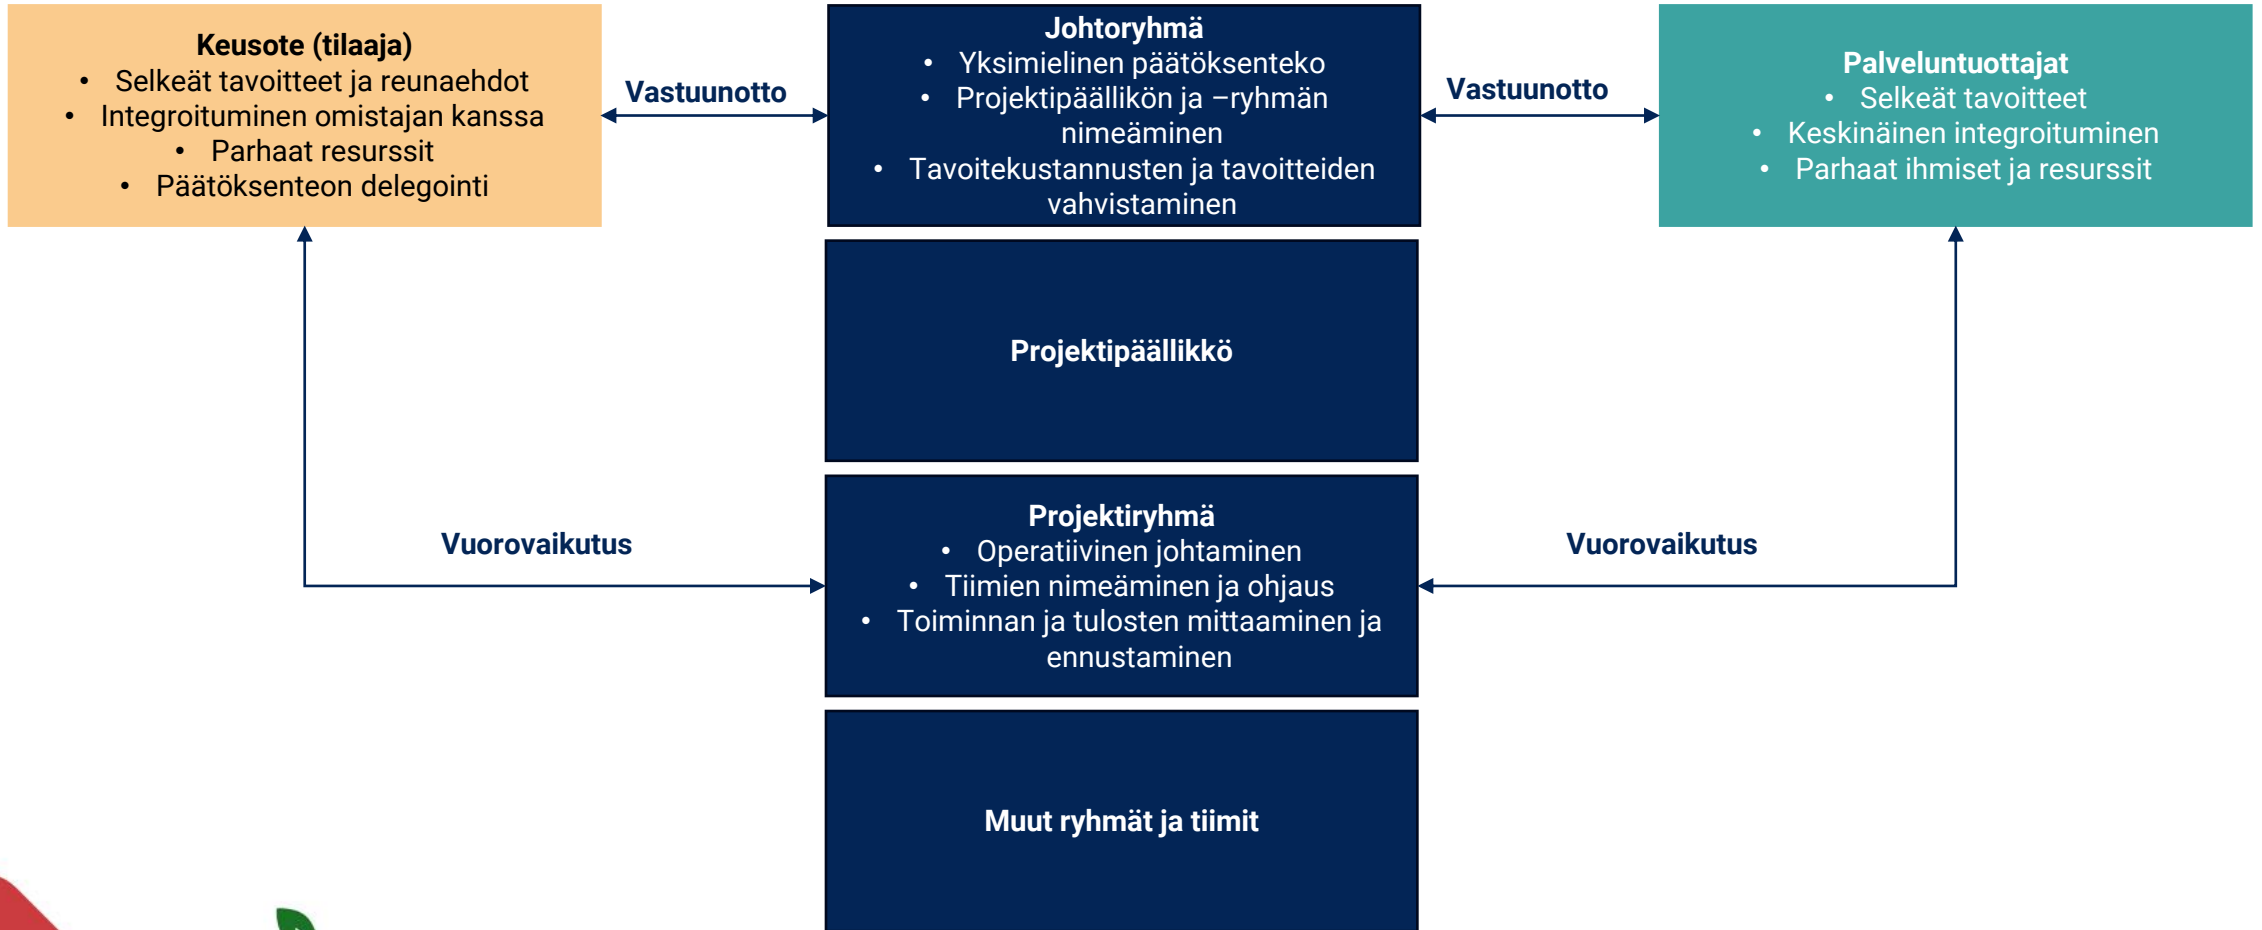 Keusote (tilaaja)
• Selkeät tavoitteet ja reunaehdot
• Integroituminen omistajan kanssa
• Parhaat resurssit
• Päätöksenteon delegointi
Vastuunotto
Johtoryhmä
• Yksimielinen päätöksenteko
• Projektipäällikön ja –ryhmän
nimeäminen
• Tavoitekustannusten ja tavoitteiden
vahvistaminen
Vastuunotto
Palveluntuottajat
• Selkeät tavoitteet
• Keskinäinen integroituminen
• Parhaat ihmiset ja resurssit
Projektipäällikkö
Vuorovaikutus
Projektiryhmä
• Operatiivinen johtaminen
• Tiimien nimeäminen ja ohjaus
• Toiminnan ja tulosten mittaaminen ja
ennustaminen
Vuorovaikutus
Muut ryhmät ja tiimit